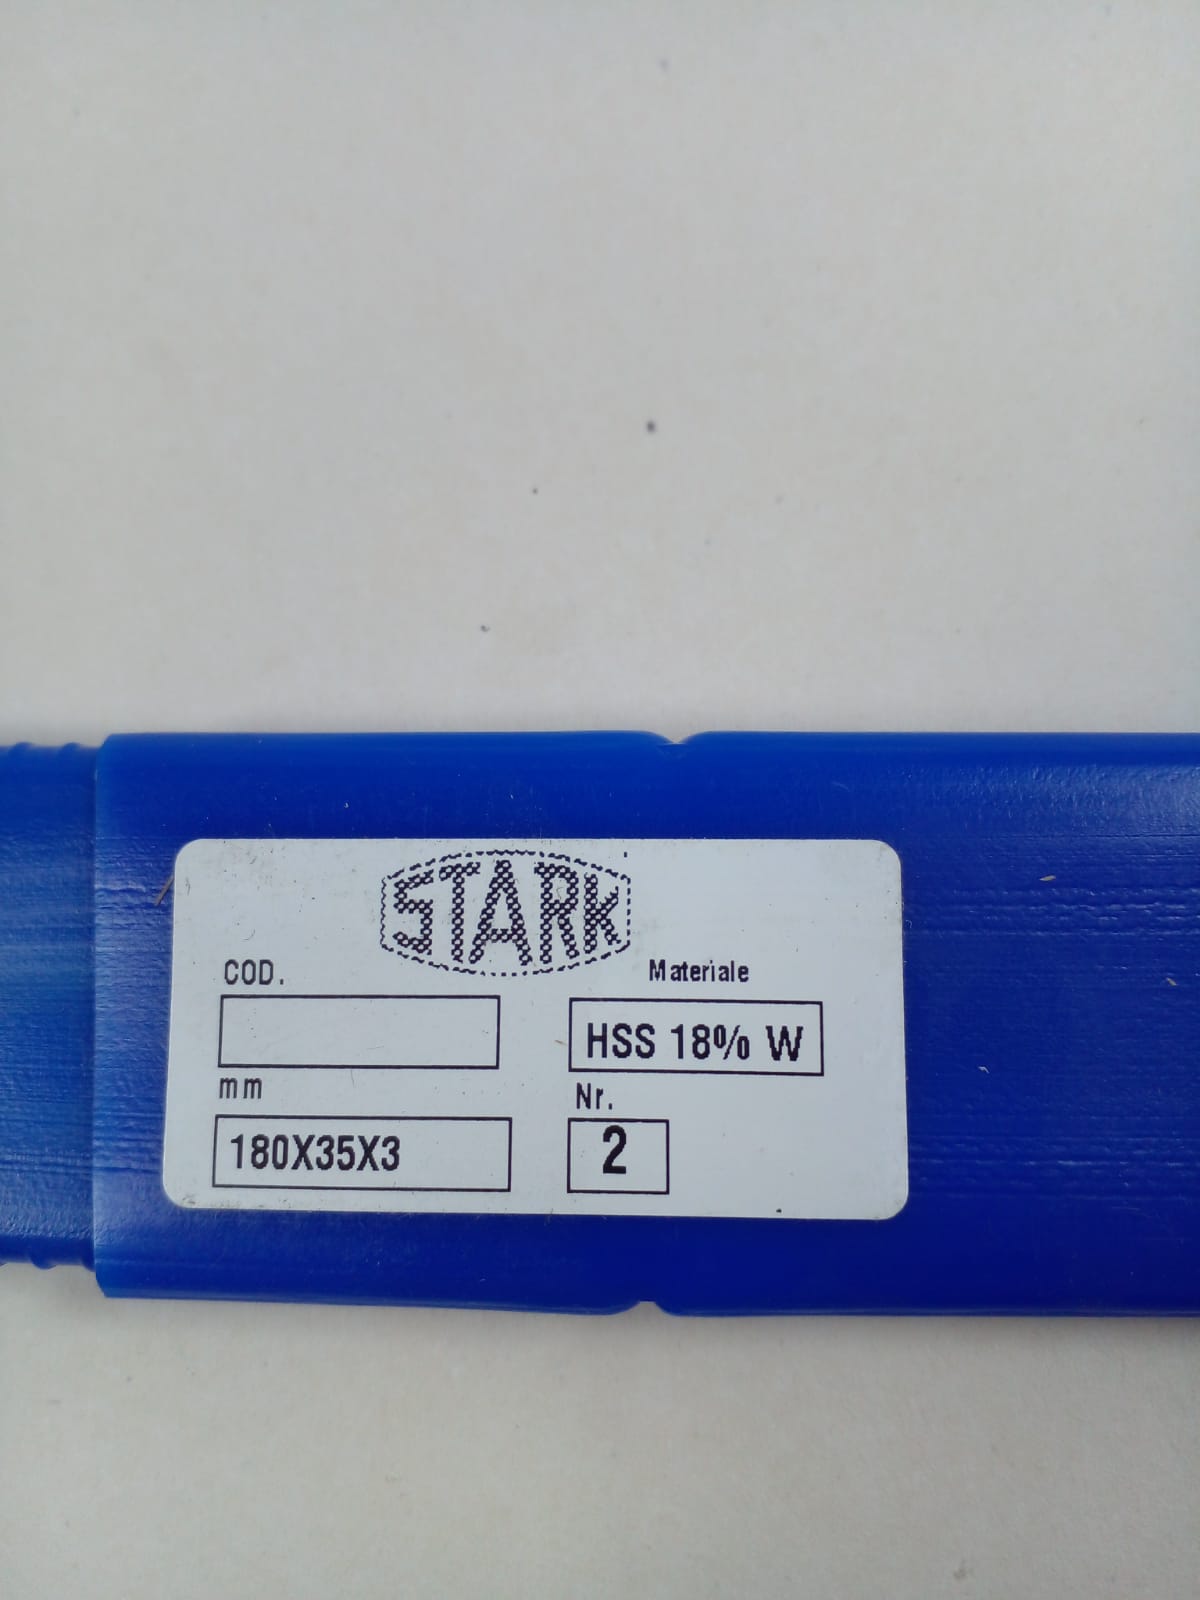 STARK
COD.
Materiale
HSS 18% W
mm
Nr.
180X35X3
2